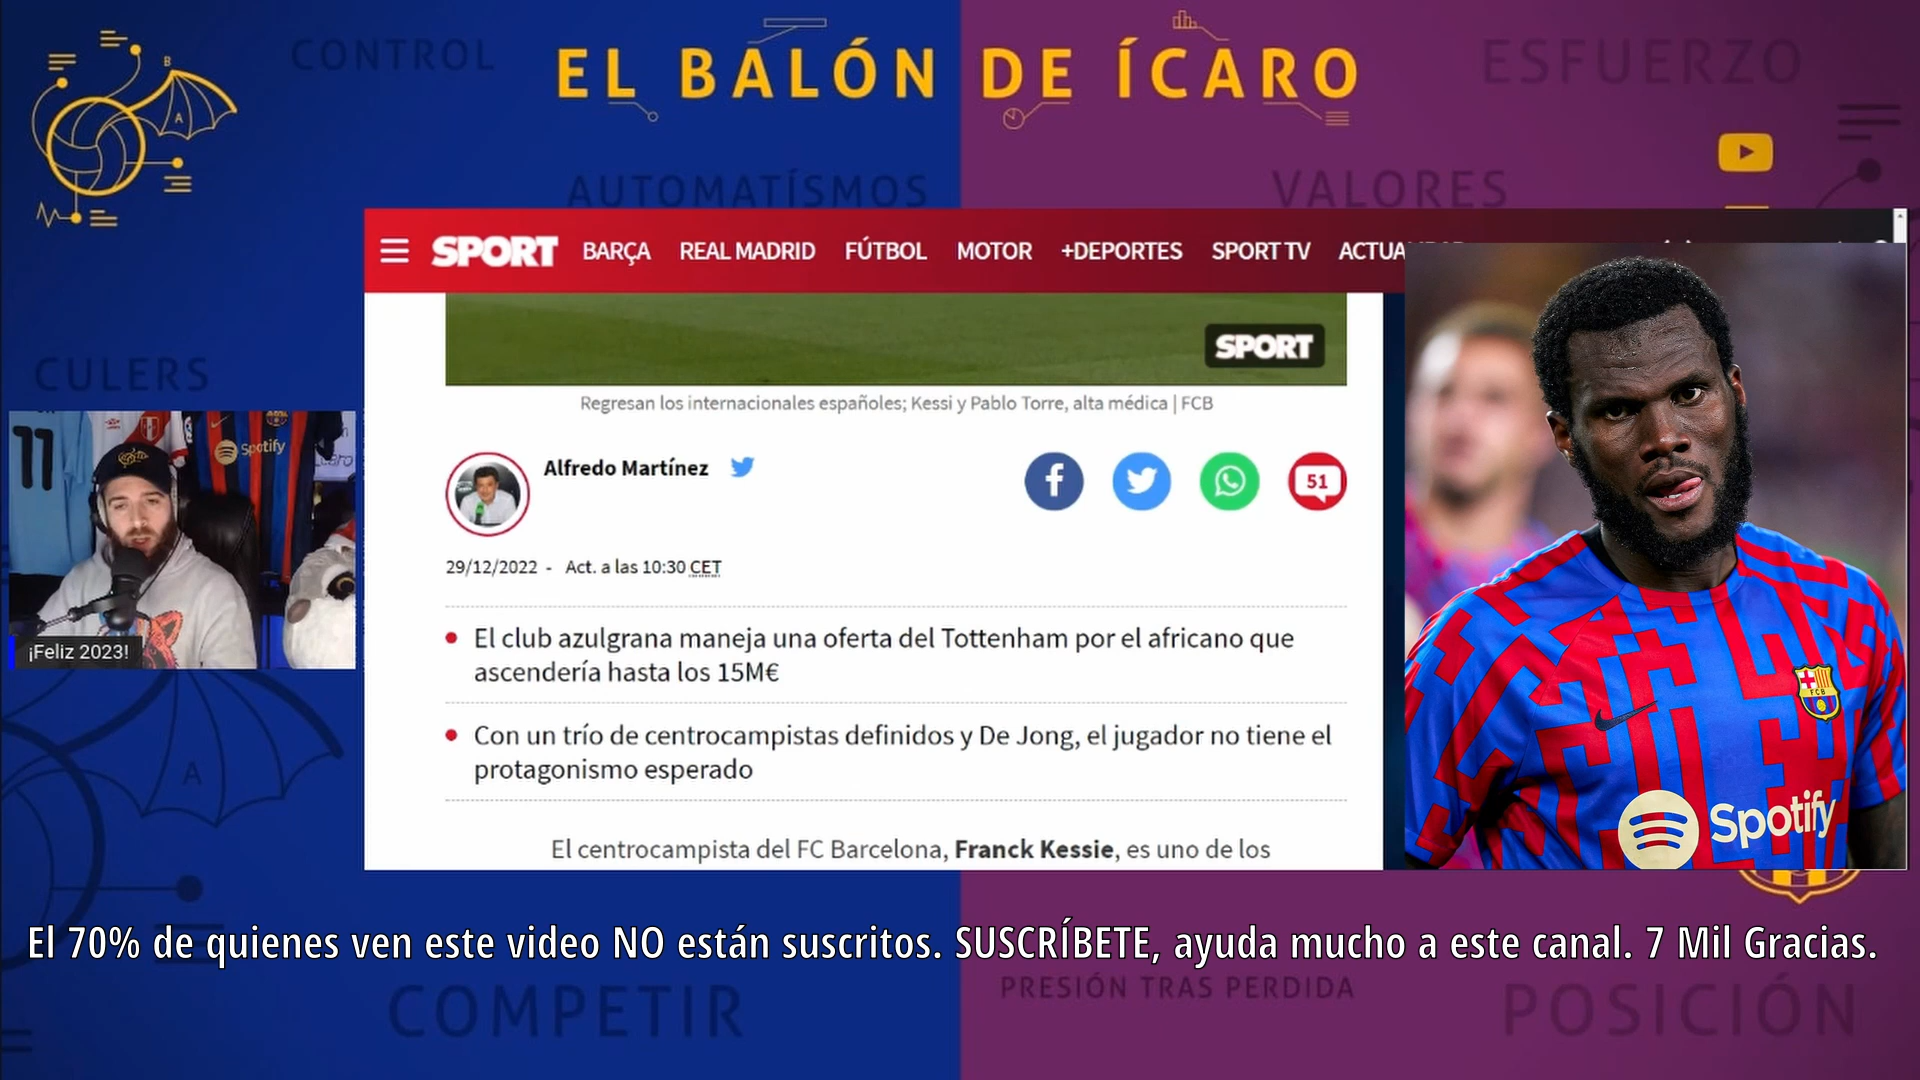 CONTROL
EL BALÓN DE ÍCARO
ESFUERZO
B
A
AUTOMATÍSMOS
VALORES
SPORT BARÇA REAL MADRID FÚTBOL MOTOR +DEPORTES SPORT TV
CULERS
SPORT
Regresan los internacionales españoles; Kessi y Pablo Torre, alta médica | FCB
11
Spotify
Alfredo Martínez
51
29/12/2022 - Act. a las 10:30 CET
¡Feliz 2023!
El club azulgrana maneja una oferta del Tottenham por el africano que
ascendería hasta los 15M€
Con un trío de centrocampistas definidos y De Jong, el jugador no tiene el
protagonismo esperado
El centrocampista del FC Barcelona, Franck Kessie, es uno de los
FCB
Spotify
A
El 70% de quienes ven este video NO están suscritos. SUSCRÍBETE, ayuda mucho a este canal. 7 Mil Gracias.
COMPETIR
PRESIÓN TRAS PERDIDA
POSICIÓN